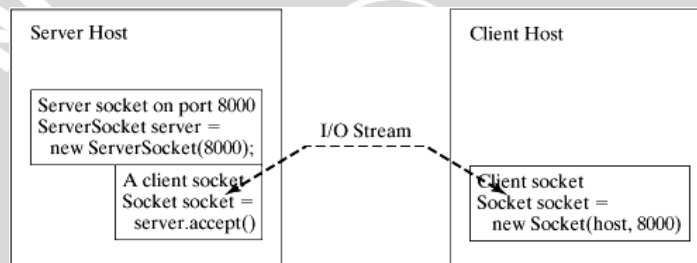 Server Host
Server socket on port 8000
ServerSocket server =
new ServerSocket(8000);
A client socket
Socket socket =
server.accept()
I/O Stream
Client Host
Client socket
Socket socket =
new Socket(host, 8000)